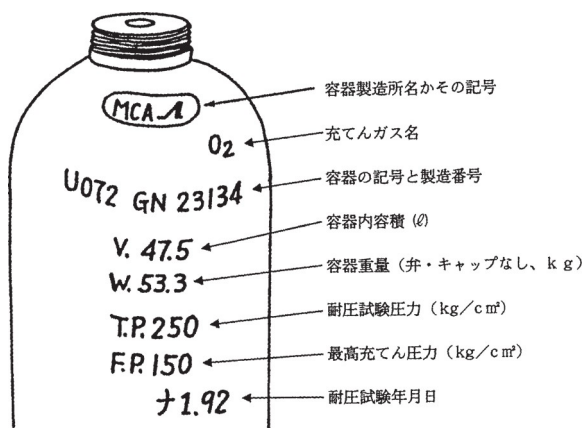 MCA
容器製造所名かその記号
O2
充てんガス名
U072 GN 23134
容器の記号と製造番号
V. 47.5
容器内容積 (ℓ)
W. 53.3
容器重量（弁・キャップなし、ｋｇ）
T.P. 250
耐圧試験圧力（kg／c㎡）
F.P. 150
最高充てん圧力（kg／c㎡）
1.92
耐圧試験年月日